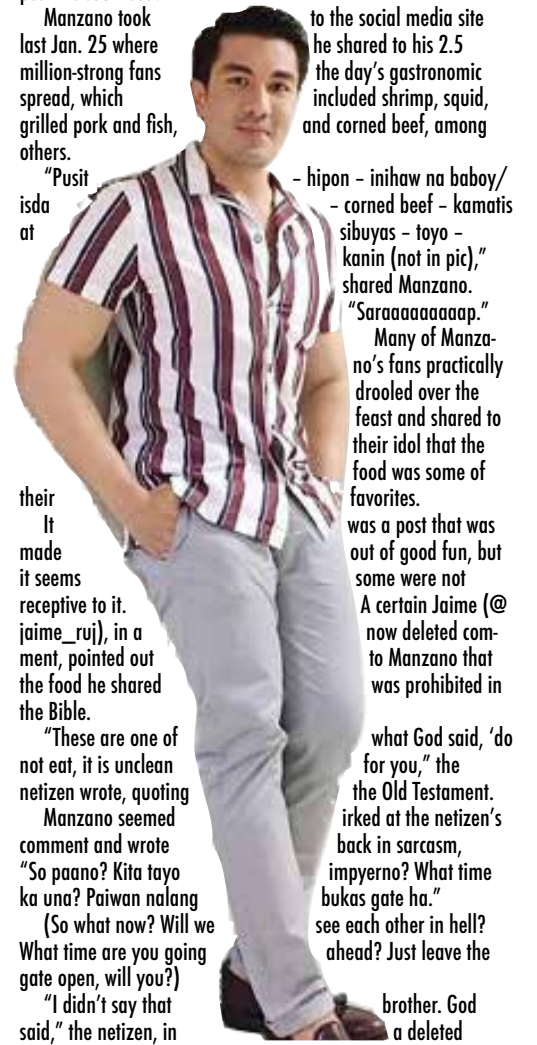 Manzano took to the social media site
last Jan. 25 where he shared to his 2.5
million-strong fans the day's gastronomic
spread, which included shrimp, squid,
grilled pork and fish, and corned beef, among
others.
"Pusit – hipon – inihaw na baboy/
isda – corned beef – kamatis
at sibuyas – toyo –
kanin (not in pic),"
shared Manzano.
"Saraaaaaaaaap."
Many of Manza-
no's fans practically
drooled over the
feast and shared to
their idol that the
food was some of
their favorites.
It was a post that was
made out of good fun, but
it seems some were not
receptive to it. A certain Jaime (@
jaime_ruj), in a now deleted com-
ment, pointed out to Manzano that
the food he shared was prohibited in
the Bible.
"These are one of what God said, 'do
not eat, it is unclean for you," the
netizen wrote, quoting the Old Testament.
Manzano seemed irked at the netizen's
comment and wrote back in sarcasm,
"So paano? Kita tayo impyerno? What time
ka una? Paiwan nalang bukas gate ha."
(So what now? Will we see each other in hell?
What time are you going ahead? Just leave the
gate open, will you?)
"I didn't say that brother. God
said," the netizen, in a deleted